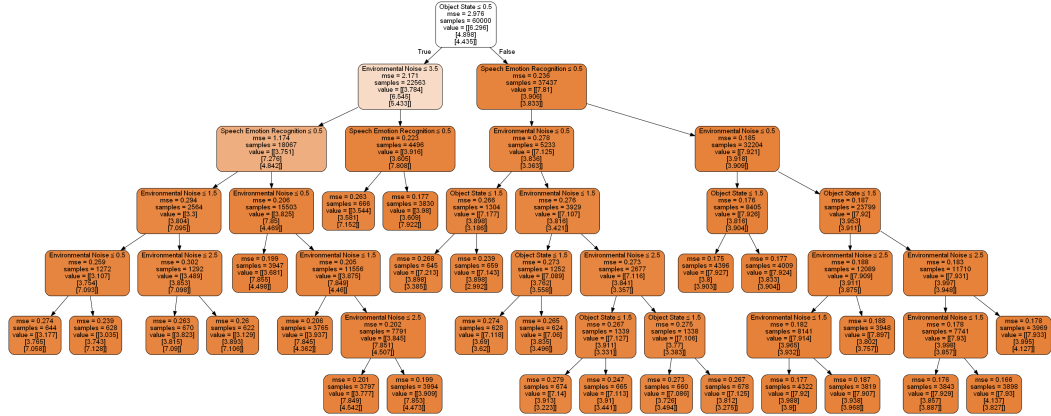 Object State ≤ 0.5
mse = 2.976
samples = 60000
value = [[6.296]
[4.898]
[4.435]]
True
False
Environmental Noise ≤ 3.5
mse = 2.171
samples = 22563
value = [[3.784]
[6.545]
[5.433]]
Speech Emotion Recognition ≤ 0.5
mse = 0.236
samples = 37437
value = [[7.81]
[3.906]
[3.833]]
Speech Emotion Recognition ≤ 0.5
mse = 1.174
samples = 18067
value = [[3.751]
[7.276]
[4.842]]
Speech Emotion Recognition ≤ 0.5
mse = 0.223
samples = 4496
value = [[3.916]
[3.605]
[7.808]]
Environmental Noise ≤ 0.5
mse = 0.278
samples = 5233
value = [[7.125]
[3.836]
[3.363]]
Environmental Noise ≤ 0.5
mse = 0.185
samples = 32204
value = [[7.921]
[3.918]
[3.909]]
Environmental Noise ≤ 1.5
mse = 0.294
samples = 2564
value = [[3.3]
[3.804]
[7.095]]
Environmental Noise ≤ 0.5
mse = 0.206
samples = 15503
value = [[3.825]
[7.85]
[4.469]]
mse = 0.263
samples = 666
value = [[3.544]
[3.581]
[7.152]]
mse = 0.177
samples = 3830
value = [[3.98]
[3.609]
[7.922]]
Object State ≤ 1.5
mse = 0.266
samples = 1304
value = [[7.177]
[3.898]
[3.186]]
Environmental Noise ≤ 1.5
mse = 0.276
samples = 3929
value = [[7.107]
[3.816]
[3.421]]
Object State ≤ 1.5
mse = 0.176
samples = 8405
value = [[7.926]
[3.816]
[3.904]]
Object State ≤ 1.5
mse = 0.187
samples = 23799
value = [[7.92]
[3.953]
[3.911]]
Environmental Noise ≤ 0.5
mse = 0.259
samples = 1272
value = [[3.107]
[3.754]
[7.093]]
Environmental Noise ≤ 2.5
mse = 0.302
samples = 1292
value = [[3.489]
[3.853]
[7.098]]
mse = 0.199
samples = 3947
value = [[3.681]
[7.855]
[4.498]]
Environmental Noise ≤ 1.5
mse = 0.205
samples = 11556
value = [[3.875]
[7.849]
[4.46]]
mse = 0.268
samples = 645
value = [[7.213]
[3.898]
[3.385]]
mse = 0.239
samples = 659
value = [[7.143]
[3.898]
[2.992]]
Object State ≤ 1.5
mse = 0.273
samples = 1252
value = [[7.089]
[3.762]
[3.558]]
Environmental Noise ≤ 2.5
mse = 0.273
samples = 2677
value = [[7.116]
[3.841]
[3.357]]
mse = 0.175
samples = 4396
value = [[7.927]
[3.8]
[3.903]]
mse = 0.177
samples = 4009
value = [[7.924]
[3.833]
[3.904]]
Environmental Noise ≤ 2.5
mse = 0.189
samples = 12089
value = [[7.909]
[3.911]
[3.875]]
Environmental Noise ≤ 2.5
mse = 0.183
samples = 11710
value = [[7.931]
[3.997]
[3.948]]
mse = 0.274
samples = 644
value = [[3.177]
[3.765]
[7.058]]
mse = 0.239
samples = 628
value = [[3.035]
[3.743]
[7.128]]
mse = 0.263
samples = 670
value = [[3.823]
[3.815]
[7.09]]
mse = 0.26
samples = 622
value = [[3.129]
[3.893]
[7.106]]
mse = 0.206
samples = 3765
value = [[3.937]
[7.845]
[4.362]]
Environmental Noise ≤ 2.5
mse = 0.202
samples = 7791
value = [[3.845]
[7.851]
[4.507]]
mse = 0.274
samples = 628
value = [[7.118]
[3.69]
[3.62]]
mse = 0.265
samples = 624
value = [[7.06]
[3.835]
[3.496]]
Object State ≤ 1.5
mse = 0.267
samples = 1339
value = [[7.127]
[3.911]
[3.331]]
Object State ≤ 1.5
mse = 0.275
samples = 1338
value = [[7.106]
[3.77]
[3.383]]
Environmental Noise ≤ 1.5
mse = 0.182
samples = 8141
value = [[7.914]
[3.965]
[3.932]]
mse = 0.188
samples = 3948
value = [[7.897]
[3.802]
[3.757]]
Environmental Noise ≤ 1.5
mse = 0.178
samples = 7741
value = [[7.93]
[3.998]
[3.857]]
mse = 0.178
samples = 3969
value = [[7.933]
[3.995]
[4.127]]
mse = 0.201
samples = 3797
value = [[3.777]
[7.849]
[4.542]]
mse = 0.199
samples = 3994
value = [[3.909]
[7.853]
[4.473]]
mse = 0.279
samples = 674
value = [[7.14]
[3.913]
[3.223]]
mse = 0.247
samples = 665
value = [[7.113]
[3.91]
[3.441]]
mse = 0.273
samples = 660
value = [[7.086]
[3.726]
[3.494]]
mse = 0.267
samples = 678
value = [[7.125]
[3.812]
[3.275]]
mse = 0.177
samples = 4322
value = [[7.92]
[3.988]
[3.9]]
mse = 0.187
samples = 3819
value = [[7.907]
[3.938]
[3.968]]
mse = 0.176
samples = 3843
value = [[7.929]
[3.857]
[3.887]]
mse = 0.166
samples = 3898
value = [[7.93]
[4.137]
[3.827]]